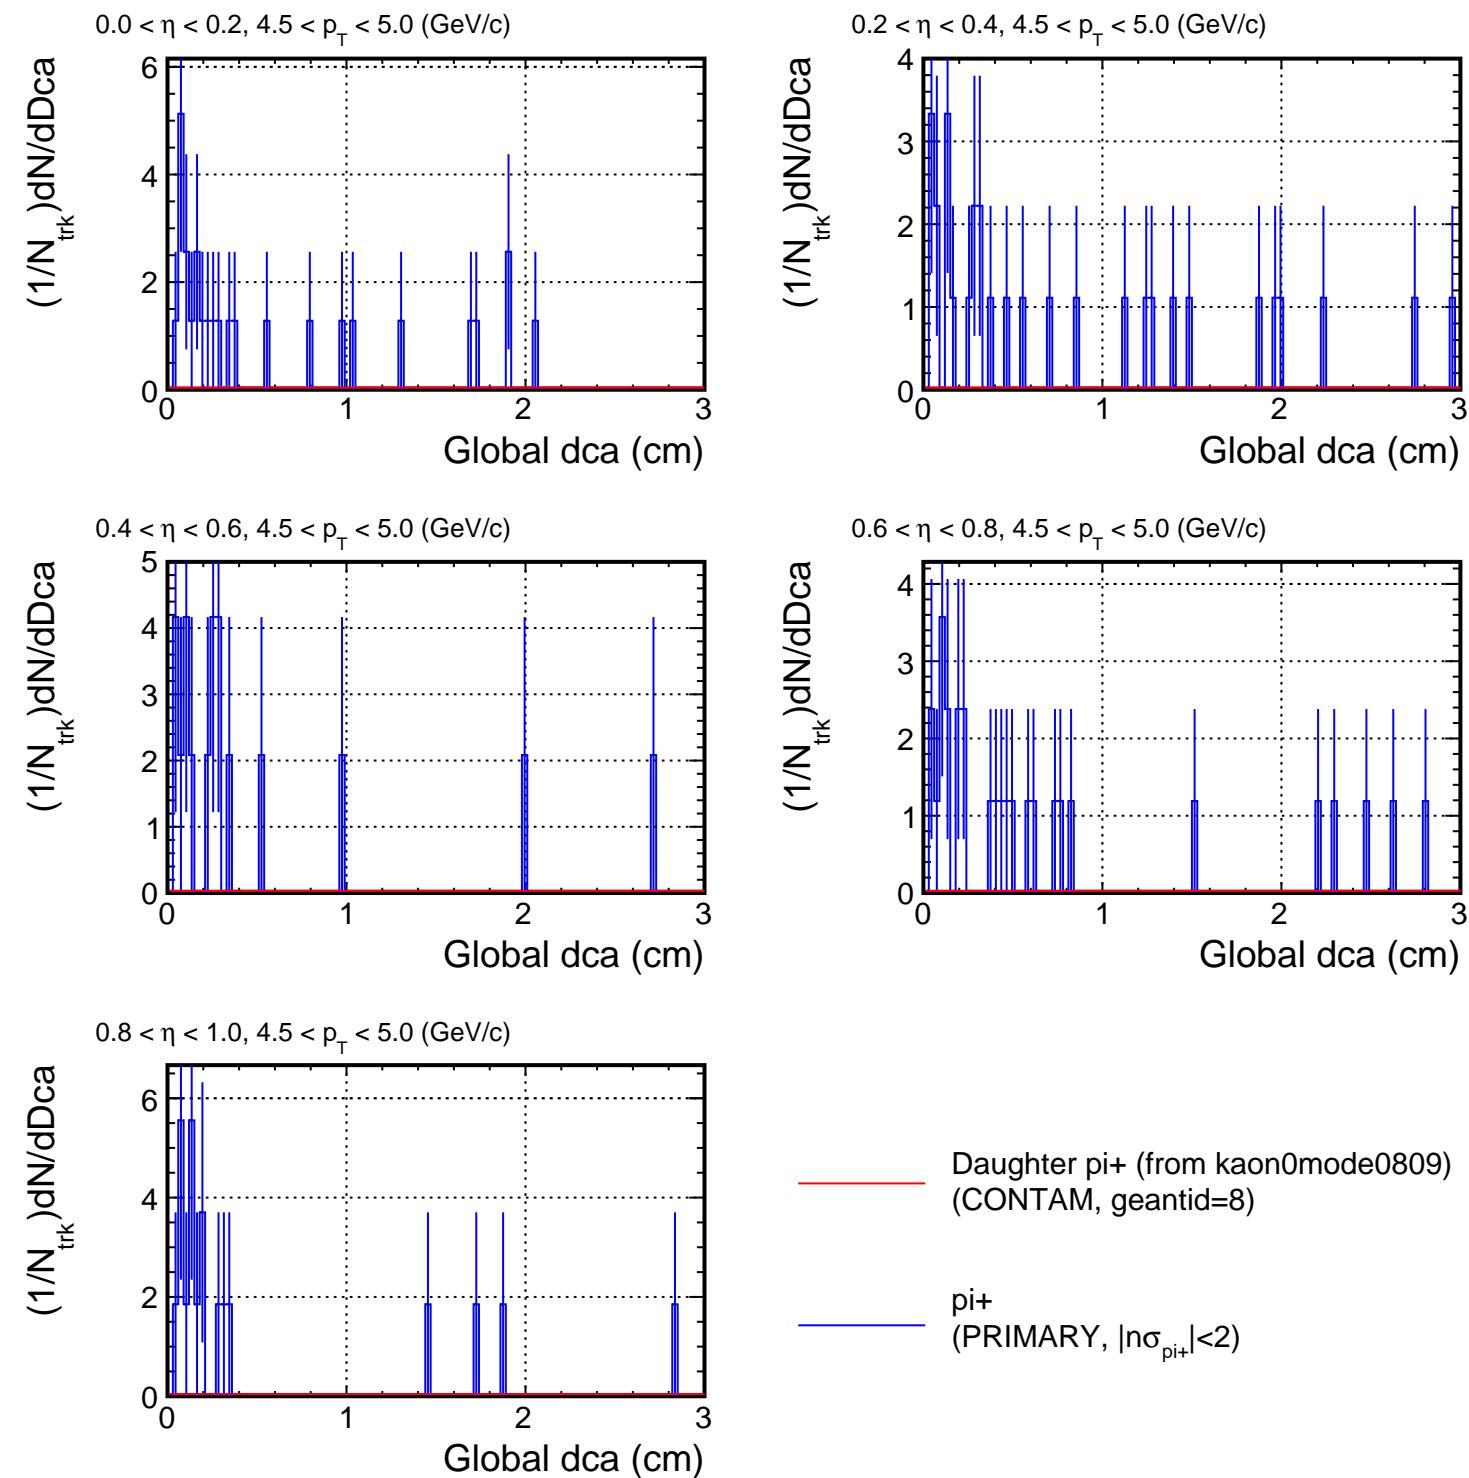 0.0 < η < 0.2, 4.5 < p_T < 5.0 (GeV/c)
(1/N_trk)dN/dDca
6
4
2
0
0 1 2 3
Global dca (cm)
0.2 < η < 0.4, 4.5 < p_T < 5.0 (GeV/c)
(1/N_trk)dN/dDca
4
3
2
1
0
0 1 2 3
Global dca (cm)
0.4 < η < 0.6, 4.5 < p_T < 5.0 (GeV/c)
(1/N_trk)dN/dDca
5
4
3
2
1
0
0 1 2 3
Global dca (cm)
0.6 < η < 0.8, 4.5 < p_T < 5.0 (GeV/c)
(1/N_trk)dN/dDca
4
3
2
1
0
0 1 2 3
Global dca (cm)
0.8 < η < 1.0, 4.5 < p_T < 5.0 (GeV/c)
(1/N_trk)dN/dDca
6
4
2
0
0 1 2 3
Global dca (cm)
Daughter pi+ (from kaon0mode0809)
(CONTAM, geantid=8)
pi+
(PRIMARY, |nσ_pi+|<2)